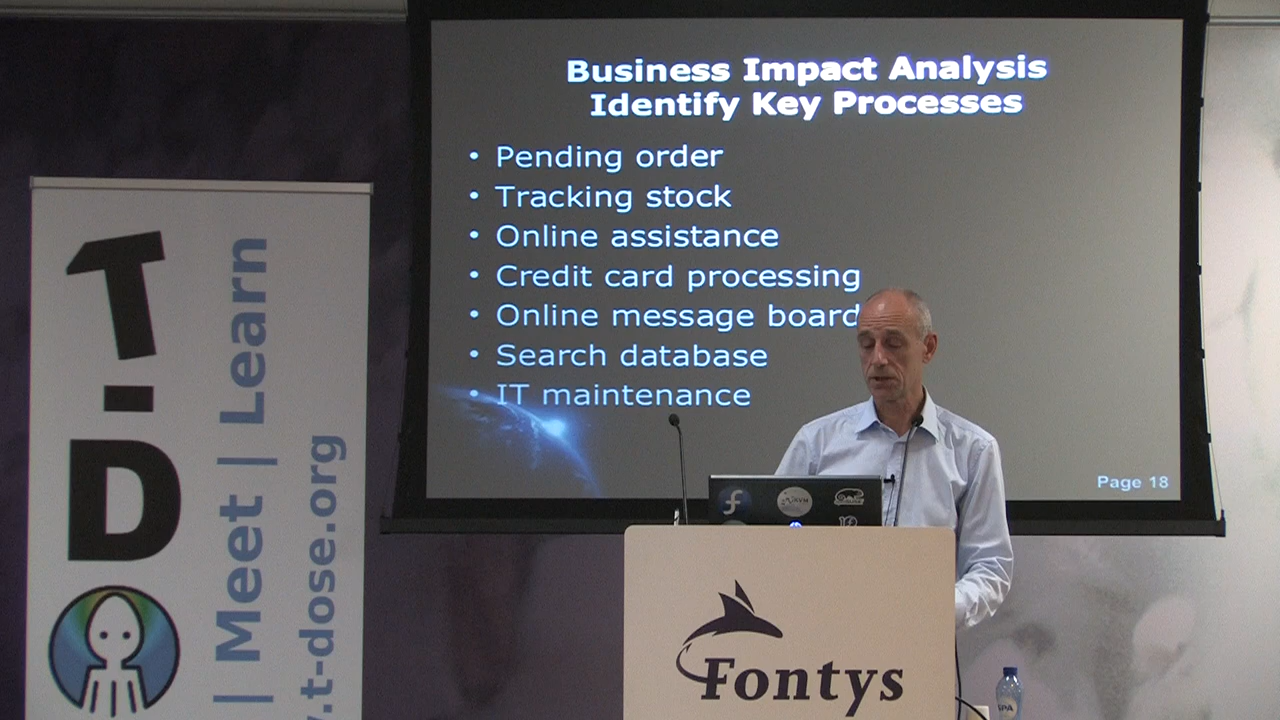 Business Impact Analysis
Identify Key Processes
• Pending order
• Tracking stock
• Online assistance
• Credit card processing
• Online message board
• Search database
• IT maintenance
Page 18
T-D
| Meet | Learn
.t-dose.org
Fontys
SPA